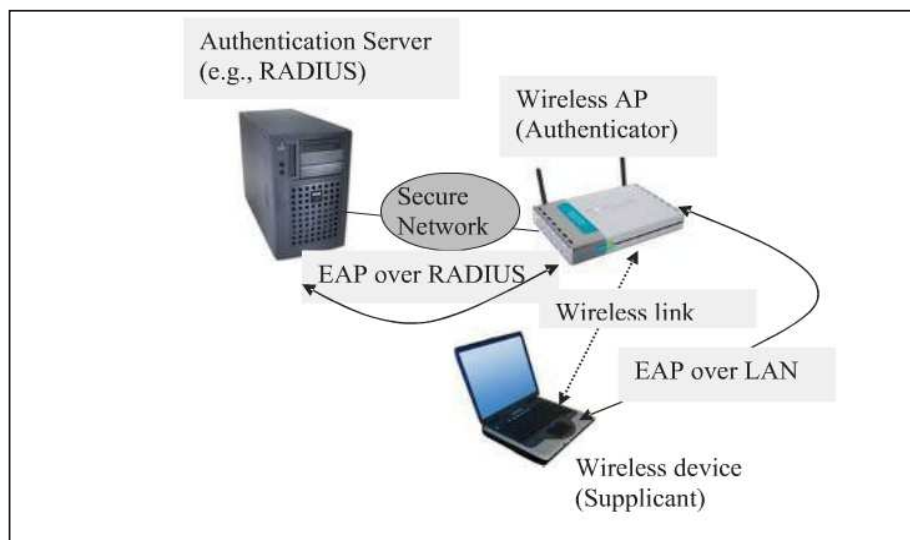 Authentication Server
(e.g., RADIUS)
Wireless AP
(Authenticator)
Secure
Network
EAP over RADIUS
Wireless link
EAP over LAN
Wireless device
(Supplicant)